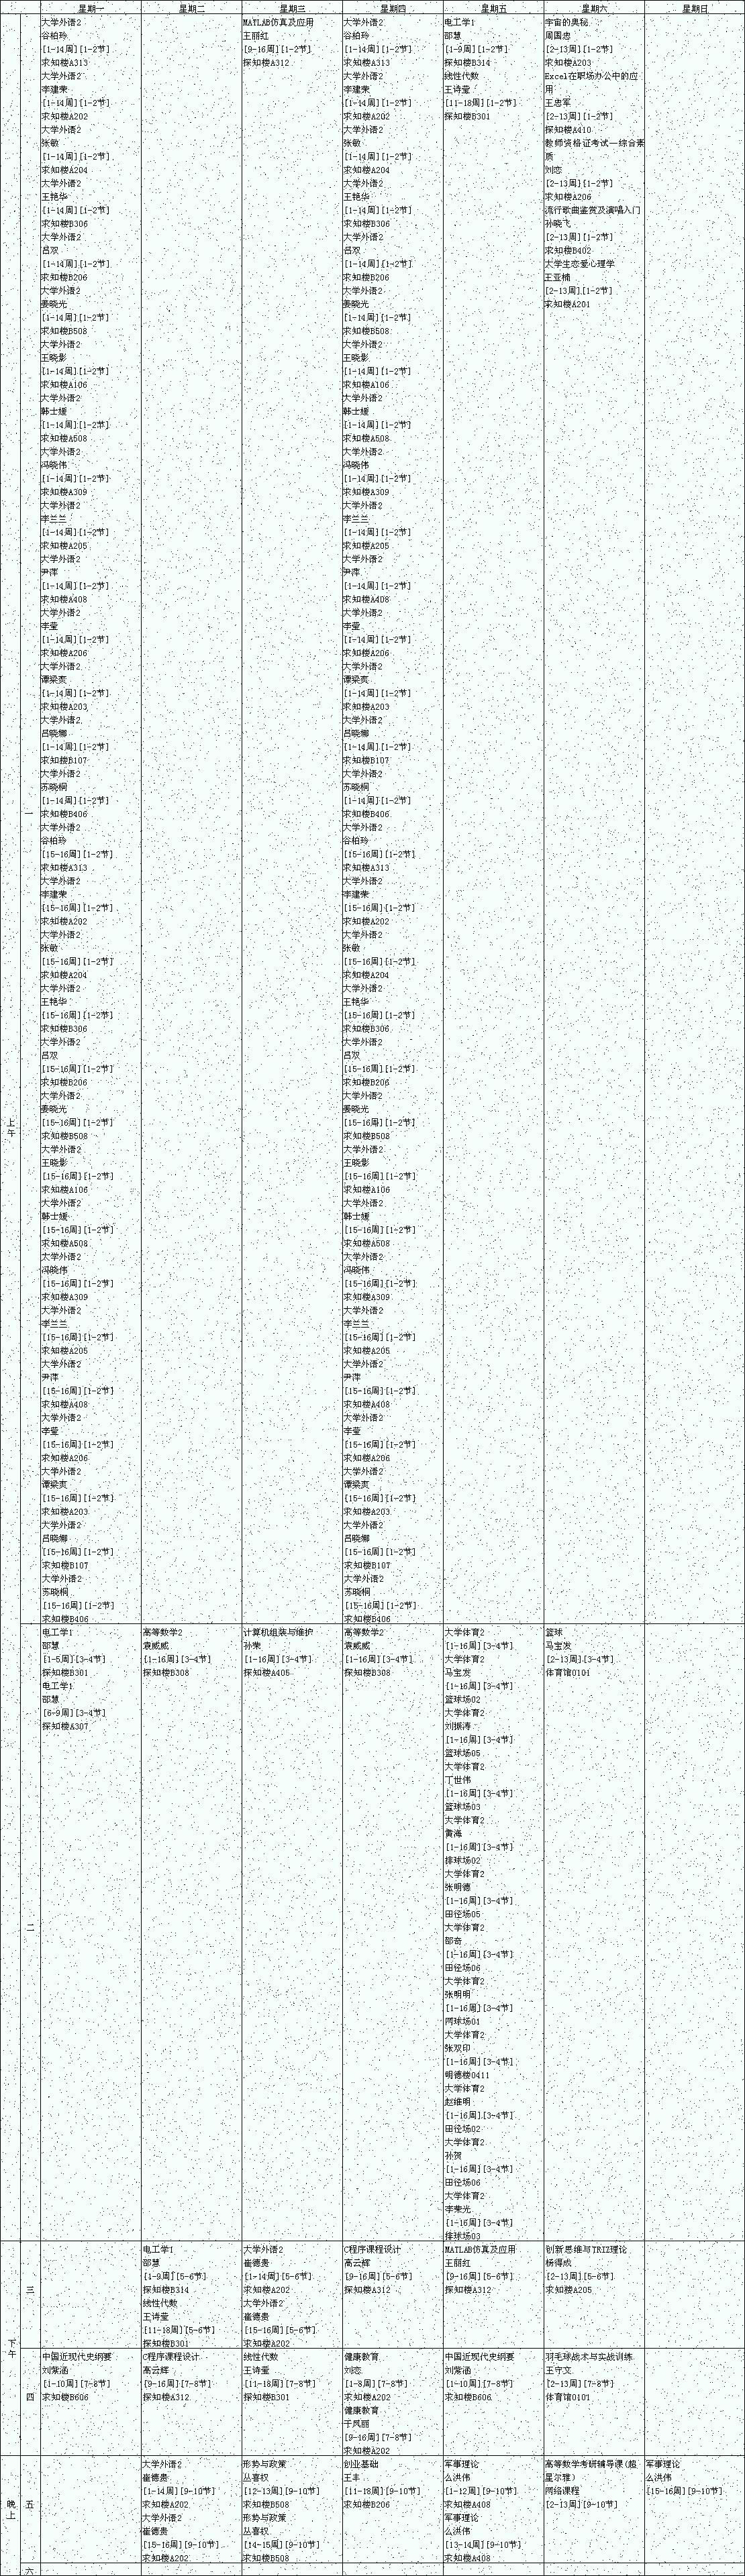 星期一
星期二
星期三
星期四
星期五
星期六
星期日
上午
一
大学外语2
谷柏玲
[1-14周][1-2节]
求知楼A313
大学外语2
李建荣
[1-14周][1-2节]
求知楼A202
大学外语2
张敏
[1-14周][1-2节]
求知楼A204
大学外语2
王艳华
[1-14周][1-2节]
求知楼B306
大学外语2
吕双
[1-14周][1-2节]
求知楼B206
大学外语2
姜晓光
[1-14周][1-2节]
求知楼B508
大学外语2
王晓影
[1-14周][1-2节]
求知楼A106
大学外语2
韩士媛
[1-14周][1-2节]
求知楼A508
大学外语2
冯晓伟
[1-14周][1-2节]
求知楼A309
大学外语2
李兰兰
[1-14周][1-2节]
求知楼A205
大学外语2
尹萍
[1-14周][1-2节]
求知楼A408
大学外语2
李莹
[1-14周][1-2节]
求知楼A206
大学外语2
谭梁爽
[1-14周][1-2节]
求知楼A203
大学外语2
吕晓娜
[1-14周][1-2节]
求知楼B107
大学外语2
苏晓桐
[1-14周][1-2节]
求知楼B406
大学外语2
谷柏玲
[15-16周][1-2节]
求知楼A313
大学外语2
李建荣
[15-16周][1-2节]
求知楼A202
大学外语2
张敏
[15-16周][1-2节]
求知楼A204
大学外语2
王艳华
[15-16周][1-2节]
求知楼B306
大学外语2
吕双
[15-16周][1-2节]
求知楼B206
大学外语2
姜晓光
[15-16周][1-2节]
求知楼B508
大学外语2
王晓影
[15-16周][1-2节]
求知楼A106
大学外语2
韩士媛
[15-16周][1-2节]
求知楼A508
大学外语2
冯晓伟
[15-16周][1-2节]
求知楼A309
大学外语2
李兰兰
[15-16周][1-2节]
求知楼A205
大学外语2
尹萍
[15-16周][1-2节]
求知楼A408
大学外语2
李莹
[15-16周][1-2节]
求知楼A206
大学外语2
谭梁爽
[15-16周][1-2节]
求知楼A203
大学外语2
吕晓娜
[15-16周][1-2节]
求知楼B107
大学外语2
苏晓桐
[15-16周][1-2节]
求知楼B406
MATLAB仿真及应用
王丽红
[9-16周][1-2节]
探知楼A312
大学外语2
谷柏玲
[1-14周][1-2节]
求知楼A313
大学外语2
李建荣
[1-14周][1-2节]
求知楼A202
大学外语2
张敏
[1-14周][1-2节]
求知楼A204
大学外语2
王艳华
[1-14周][1-2节]
求知楼B306
大学外语2
吕双
[1-14周][1-2节]
求知楼B206
大学外语2
姜晓光
[1-14周][1-2节]
求知楼B508
大学外语2
王晓影
[1-14周][1-2节]
求知楼A106
大学外语2
韩士媛
[1-14周][1-2节]
求知楼A508
大学外语2
冯晓伟
[1-14周][1-2节]
求知楼A309
大学外语2
李兰兰
[1-14周][1-2节]
求知楼A205
大学外语2
尹萍
[1-14周][1-2节]
求知楼A408
大学外语2
李莹
[1-14周][1-2节]
求知楼A206
大学外语2
谭梁爽
[1-14周][1-2节]
求知楼A203
大学外语2
吕晓娜
[1-14周][1-2节]
求知楼B107
大学外语2
苏晓桐
[1-14周][1-2节]
求知楼B406
大学外语2
谷柏玲
[15-16周][1-2节]
求知楼A313
大学外语2
李建荣
[15-16周][1-2节]
求知楼A202
大学外语2
张敏
[15-16周][1-2节]
求知楼A204
大学外语2
王艳华
[15-16周][1-2节]
求知楼B306
大学外语2
吕双
[15-16周][1-2节]
求知楼B206
大学外语2
姜晓光
[15-16周][1-2节]
求知楼B508
大学外语2
王晓影
[15-16周][1-2节]
求知楼A106
大学外语2
韩士媛
[15-16周][1-2节]
求知楼A508
大学外语2
冯晓伟
[15-16周][1-2节]
求知楼A309
大学外语2
李兰兰
[15-16周][1-2节]
求知楼A205
大学外语2
尹萍
[15-16周][1-2节]
求知楼A408
大学外语2
李莹
[15-16周][1-2节]
求知楼A206
大学外语2
谭梁爽
[15-16周][1-2节]
求知楼A203
大学外语2
吕晓娜
[15-16周][1-2节]
求知楼B107
大学外语2
苏晓桐
[15-16周][1-2节]
求知楼B406
电工学1
邵慧
[1-9周][1-2节]
探知楼B314
线性代数
王诗莹
[11-18周][1-2节]
探知楼B301
宇宙的奥秘
周国忠
[2-13周][1-2节]
求知楼A203
Excel在职场办公中的应
用
王忠军
[2-13周][1-2节]
探知楼A410
教师资格证考试—综合素
质
刘恋
[2-13周][1-2节]
求知楼A206
流行歌曲鉴赏及演唱入门
孙晓飞
[2-13周][1-2节]
求知楼B402
大学生恋爱心理学
王亚楠
[2-13周][1-2节]
求知楼A201
二
电工学1
邵慧
[1-5周][3-4节]
探知楼B301
电工学1
邵慧
[6-9周][3-4节]
探知楼A307
高等数学2
袁威威
[1-16周][3-4节]
探知楼B308
计算机组装与维护
孙荣
[1-16周][3-4节]
探知楼A405
高等数学2
袁威威
[1-16周][3-4节]
探知楼B308
大学体育2
[1-16周][3-4节]
大学体育2
马宝发
[1-16周][3-4节]
篮球场02
大学体育2
刘振涛
[1-16周][3-4节]
篮球场05
大学体育2
丁世伟
[1-16周][3-4节]
篮球场03
大学体育2
黄海
[1-16周][3-4节]
排球场02
大学体育2
张明德
[1-16周][3-4节]
田径场05
大学体育2
邵奇
[1-16周][3-4节]
田径场06
大学体育2
张明明
[1-16周][3-4节]
网球场01
大学体育2
张双印
[1-16周][3-4节]
明德楼0411
大学体育2
赵维明
[1-16周][3-4节]
田径场02
大学体育2
孙贺
[1-16周][3-4节]
田径场06
大学体育2
李荣光
[1-16周][3-4节]
排球场03
篮球
马宝发
[2-13周][3-4节]
体育馆0101
下午
三
电工学1
邵慧
[1-9周][5-6节]
探知楼B314
线性代数
王诗莹
[11-18周][5-6节]
探知楼B301
大学外语2
崔德贵
[1-14周][5-6节]
求知楼A202
大学外语2
崔德贵
[15-16周][5-6节]
求知楼A202
C程序课程设计
高云辉
[9-16周][5-6节]
探知楼A312
MATLAB仿真及应用
王丽红
[9-16周][5-6节]
探知楼A312
创新思维与TRIZ理论
杨得成
[2-13周][5-6节]
求知楼A205
四
中国近现代史纲要
刘紫涵
[1-10周][7-8节]
求知楼B606
C程序课程设计
高云辉
[9-16周][7-8节]
探知楼A312
线性代数
王诗莹
[11-18周][7-8节]
探知楼B301
健康教育
刘恋
[1-8周][7-8节]
求知楼A202
健康教育
于凤丽
[9-16周][7-8节]
求知楼A202
中国近现代史纲要
刘紫涵
[1-10周][7-8节]
求知楼B606
羽毛球战术与实战训练
王守文
[2-13周][7-8节]
体育馆0101
晚上
五
大学外语2
崔德贵
[1-14周][9-10节]
求知楼A202
大学外语2
崔德贵
[15-16周][9-10节]
求知楼A202
形势与政策
丛喜权
[12-13周][9-10节]
求知楼B508
形势与政策
丛喜权
[14-15周][9-10节]
求知楼B508
创业基础
王丰
[11-18周][9-10节]
求知楼B206
军事理论
么洪伟
[1-12周][9-10节]
求知楼A408
军事理论
么洪伟
[13-14周][9-10节]
求知楼A408
高等数学考研辅导课(超
星尔雅)
网络课程
[2-13周][9-10节]
军事理论
么洪伟
[15-16周][9-10节]
六